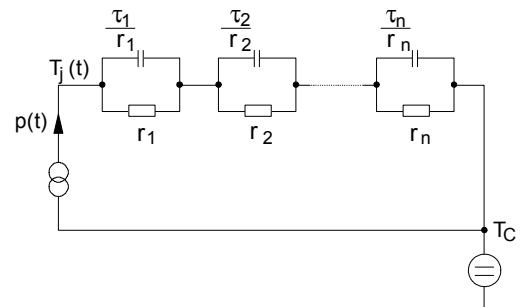 τ1 τ2 τn
r1 r2 rn
Tj (t)
p(t)
r1 r2 rn
TC